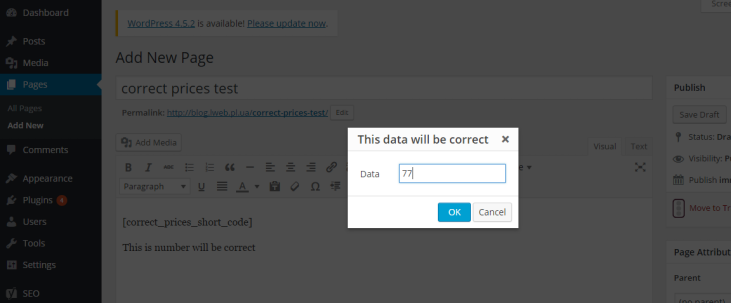 Dashboard
Posts
Media
Pages
All Pages
Add New
Comments
Appearance
Plugins 4
Users
Tools
Settings
SEO
WordPress 4.5.2 is available! Please update now.
Add New Page
correct prices test
Permalink: http://blog.iweb.pl.ua/correct-prices-test/ Edit
Add Media
Visual Text
B I ABC
Paragraph U A
[correct_prices_short_code]
This is number will be correct
This data will be correct
Data 77
OK Cancel
Publish
Save Draft
Status: Dra
Visibility: P
Publish im
Move to Tr
Page Attribut
Parent
(no parent)